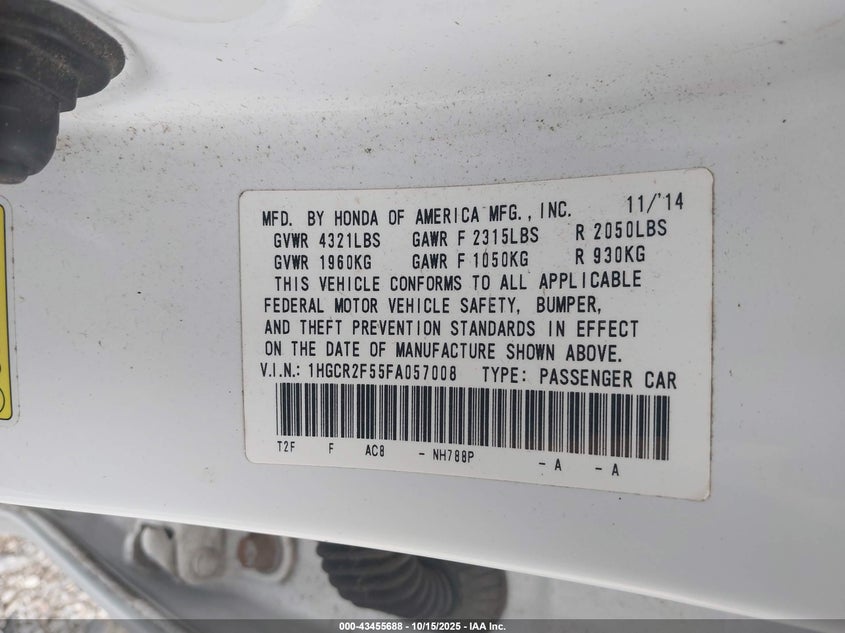 MFD. BY HONDA OF AMERICA MFG., INC. 11/'14
GVWR 4321LBS GAWR F 2315LBS R 2050LBS
GVWR 1960KG GAWR F 1050KG R 930KG
THIS VEHICLE CONFORMS TO ALL APPLICABLE
FEDERAL MOTOR VEHICLE SAFETY, BUMPER,
AND THEFT PREVENTION STANDARDS IN EFFECT
ON THE DATE OF MANUFACTURE SHOWN ABOVE.
V.I.N.: 1HGCR2F55FA057008 TYPE: PASSENGER CAR
T2F F AC8 - NH788P - A - A
000-43455688 - 10/15/2025 - IAA Inc.